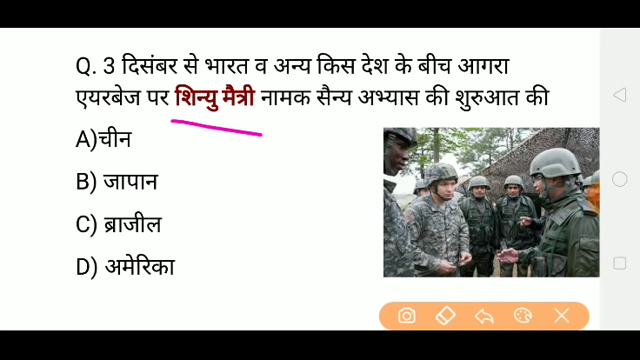 Q. 3 दिसंबर से भारत व अन्य किस देश के बीच आगरा
एयरबेज पर शिन्यु मैत्री नामक सैन्य अभ्यास की शुरुआत की
A)चीन
B) जापान
C) ब्राजील
D) अमेरिका